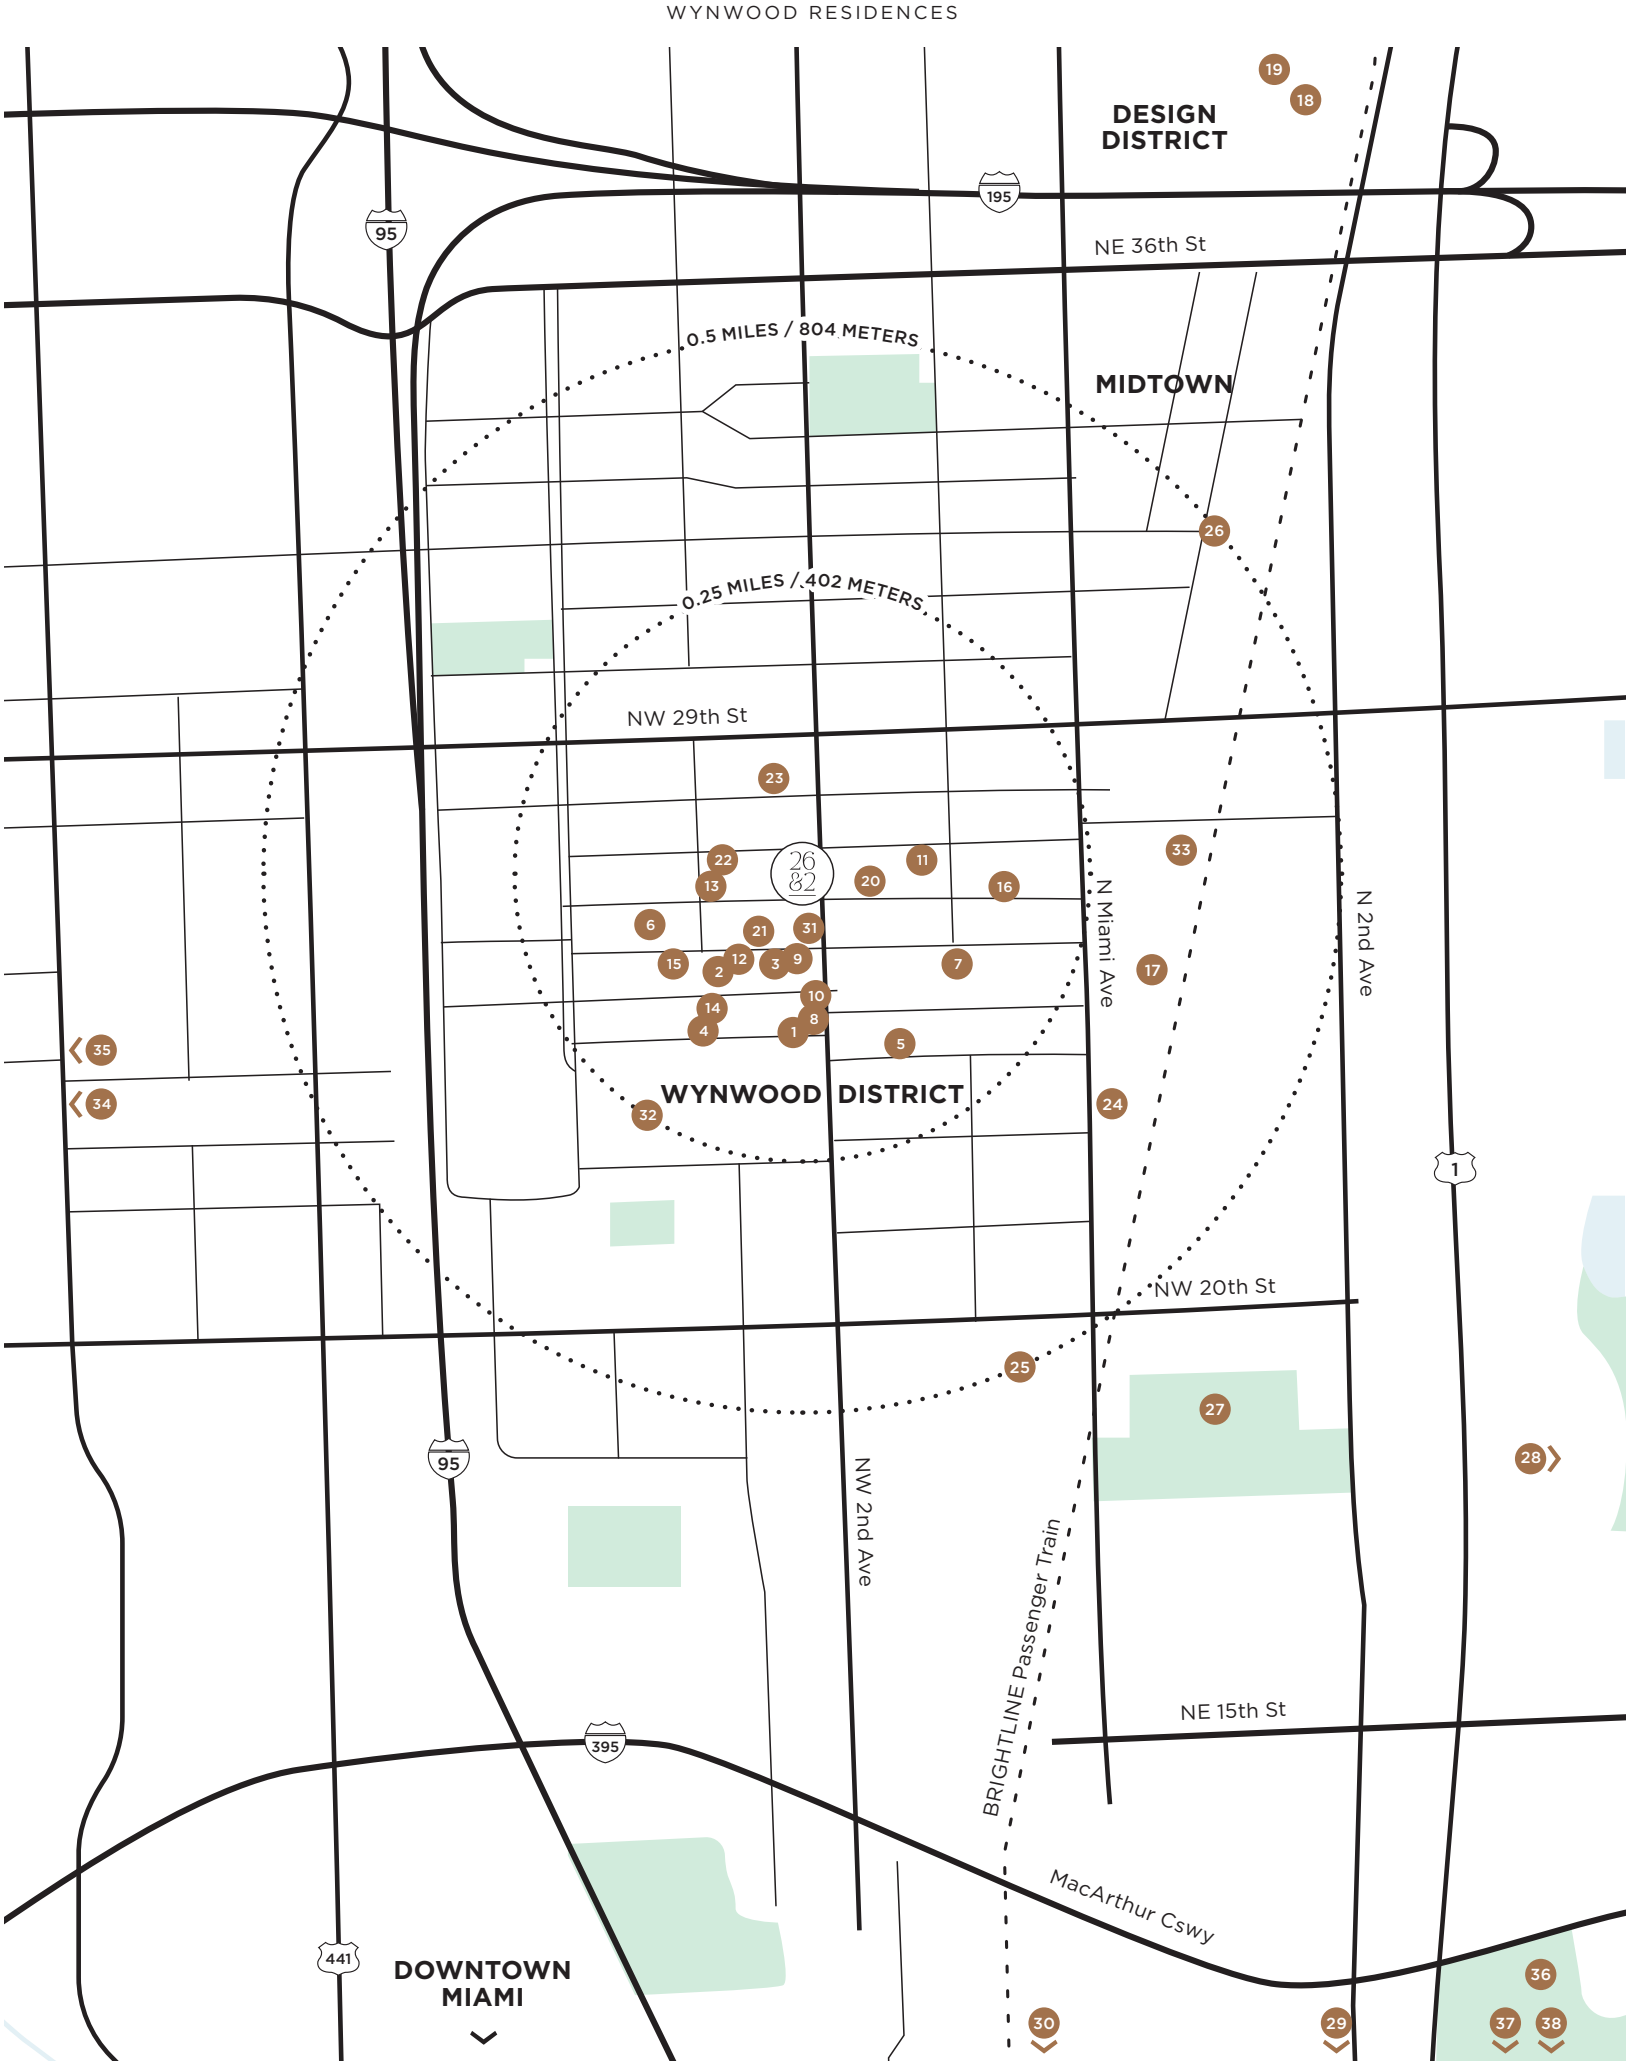 WYNWOOD RESIDENCES
19
18
DESIGN
DISTRICT
195
95
NE 36th St
0.5 MILES / 804 METERS
MIDTOWN
26
0.25 MILES / 402 METERS
NW 29th St
23
33
22
26
&2
11
13
20
16
N Miami Ave
N 2nd Ave
6
21
31
15
2
12
3
9
7
17
14
10
4
1
8
5
35
34
WYNWOOD DISTRICT
32
24
1
NW 20th St
25
27
95
28
NW 2nd Ave
BRIGHTLINE Passenger Train
NE 15th St
395
MacArthur Cswy
441
DOWNTOWN
MIAMI
36
30
29
37
38